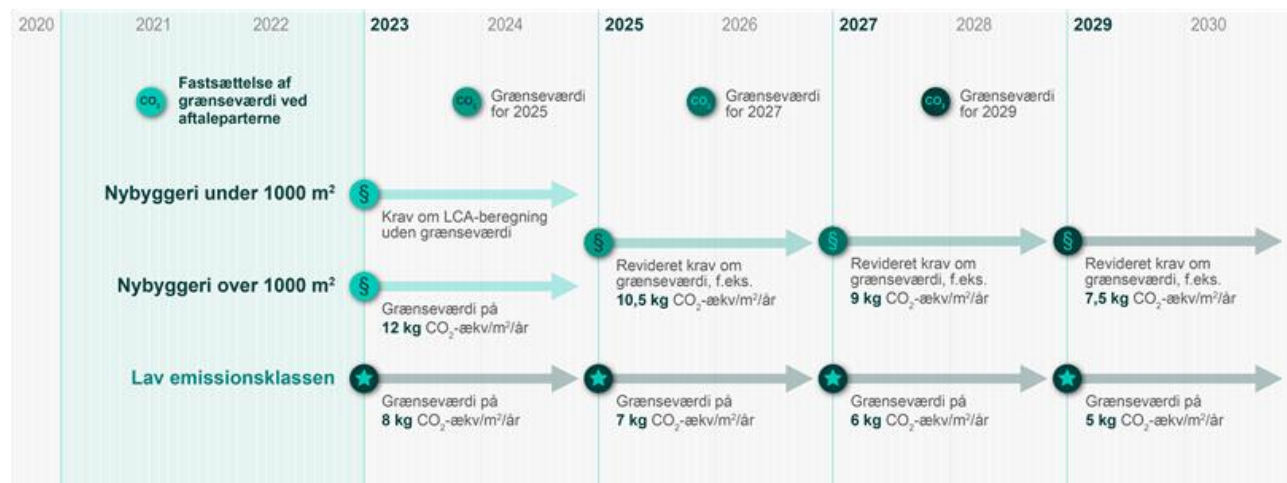 2020 2021 2022 2023 2024 2025 2026 2027 2028 2029 2030
CO₂
Fastsættelse af
grænseværdi ved
aftaleparterne
CO₂
Grænseværdi
for 2025
CO₂
Grænseværdi
for 2027
CO₂
Grænseværdi
for 2029
Nybyggeri under 1000 m²
§
Krav om LCA-beregning
uden grænseværdi
Nybyggeri over 1000 m²
§
Grænseværdi på
12 kg CO₂-ækv/m²/år
§
Revideret krav om
grænseværdi, f.eks.
10,5 kg CO₂-ækv/m²/år
§
Revideret krav om
grænseværdi, f.eks.
9 kg CO₂-ækv/m²/år
§
Revideret krav om
grænseværdi, f.eks.
7,5 kg CO₂-ækv/m²/år
Lav emissionsklassen
Grænseværdi på
8 kg CO₂-ækv/m²/år
Grænseværdi på
7 kg CO₂-ækv/m²/år
Grænseværdi på
6 kg CO₂-ækv/m²/år
Grænseværdi på
5 kg CO₂-ækv/m²/år